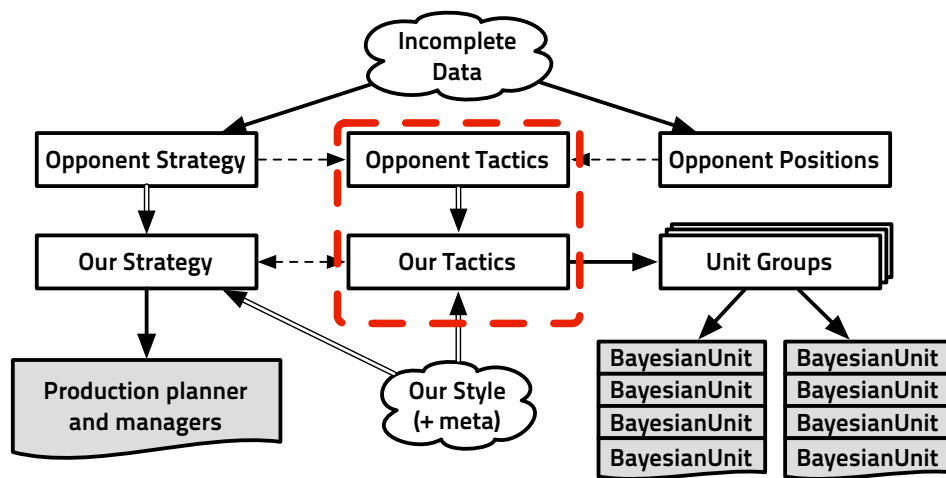 Incomplete
Data
Opponent Strategy
Opponent Tactics
Opponent Positions
Our Strategy
Our Tactics
Unit Groups
Production planner
and managers
Our Style
(+ meta)
BayesianUnit
BayesianUnit
BayesianUnit
BayesianUnit
BayesianUnit
BayesianUnit
BayesianUnit
BayesianUnit